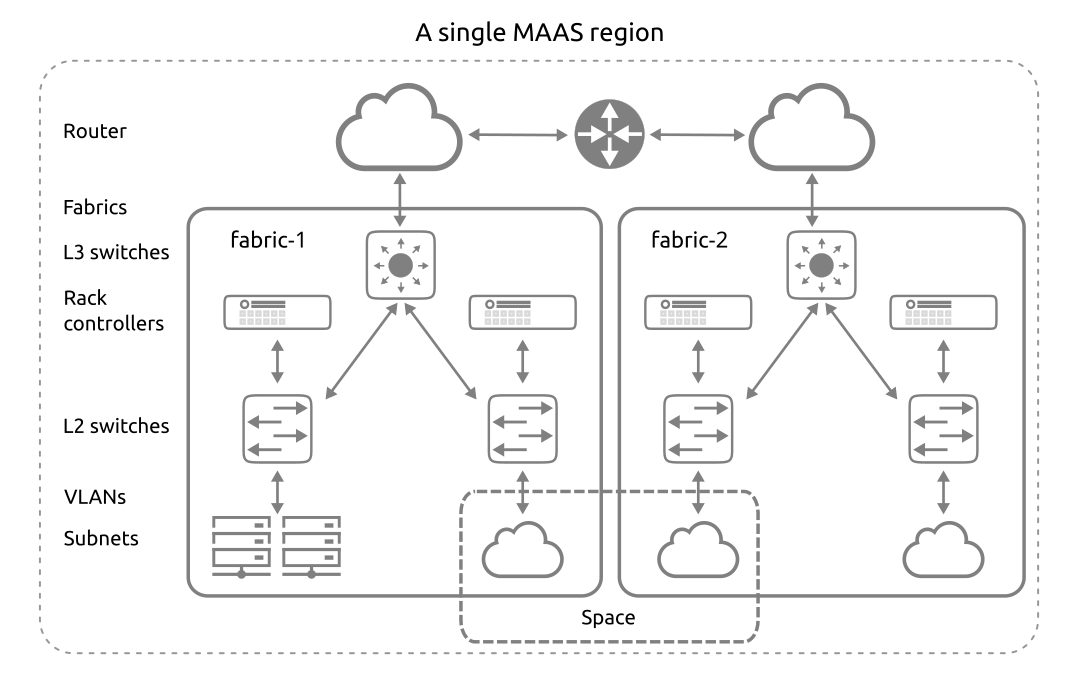 A single MAAS region
Router
Fabrics
fabric-1
fabric-2
L3 switches
Rack
controllers
L2 switches
VLANs
Subnets
Space